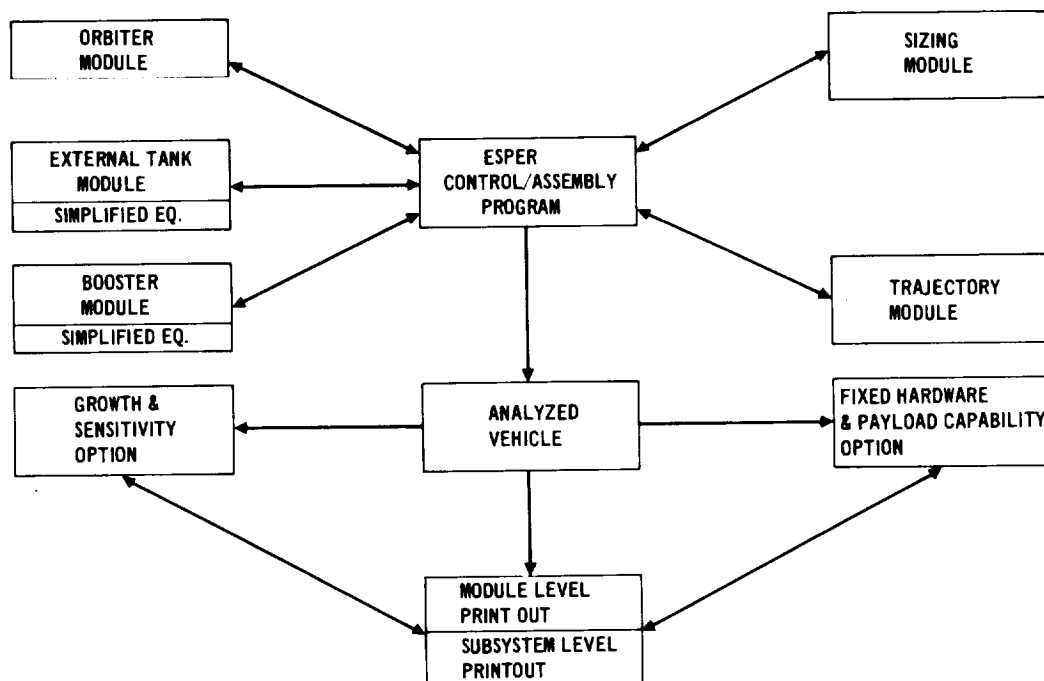 ORBITER
MODULE
SIZING
MODULE
EXTERNAL TANK
MODULE
SIMPLIFIED EQ.
ESPER
CONTROL/ASSEMBLY
PROGRAM
BOOSTER
MODULE
SIMPLIFIED EQ.
TRAJECTORY
MODULE
GROWTH &
SENSITIVITY
OPTION
ANALYZED
VEHICLE
FIXED HARDWARE
& PAYLOAD CAPABILITY
OPTION
MODULE LEVEL
PRINT OUT
SUBSYSTEM LEVEL
PRINTOUT